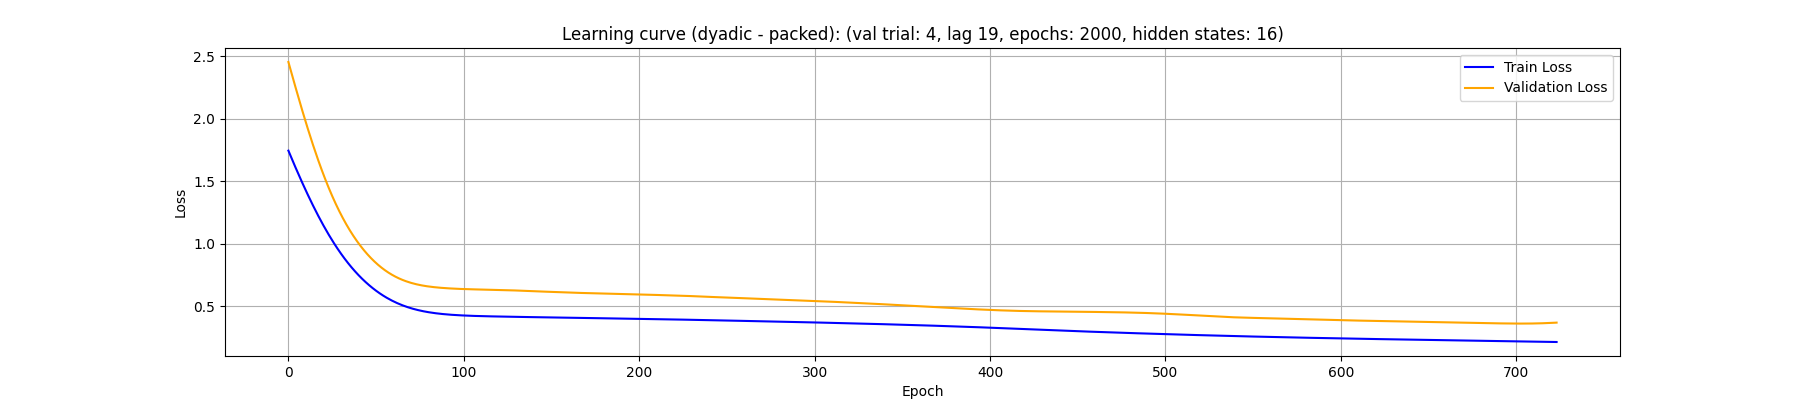 Learning curve (dyadic - packed): (val trial: 4, lag 19, epochs: 2000, hidden states: 16)
Train Loss
Validation Loss
Loss
2.5
2.0
1.5
1.0
0.5
0 100 200 300 400 500 600 700
Epoch